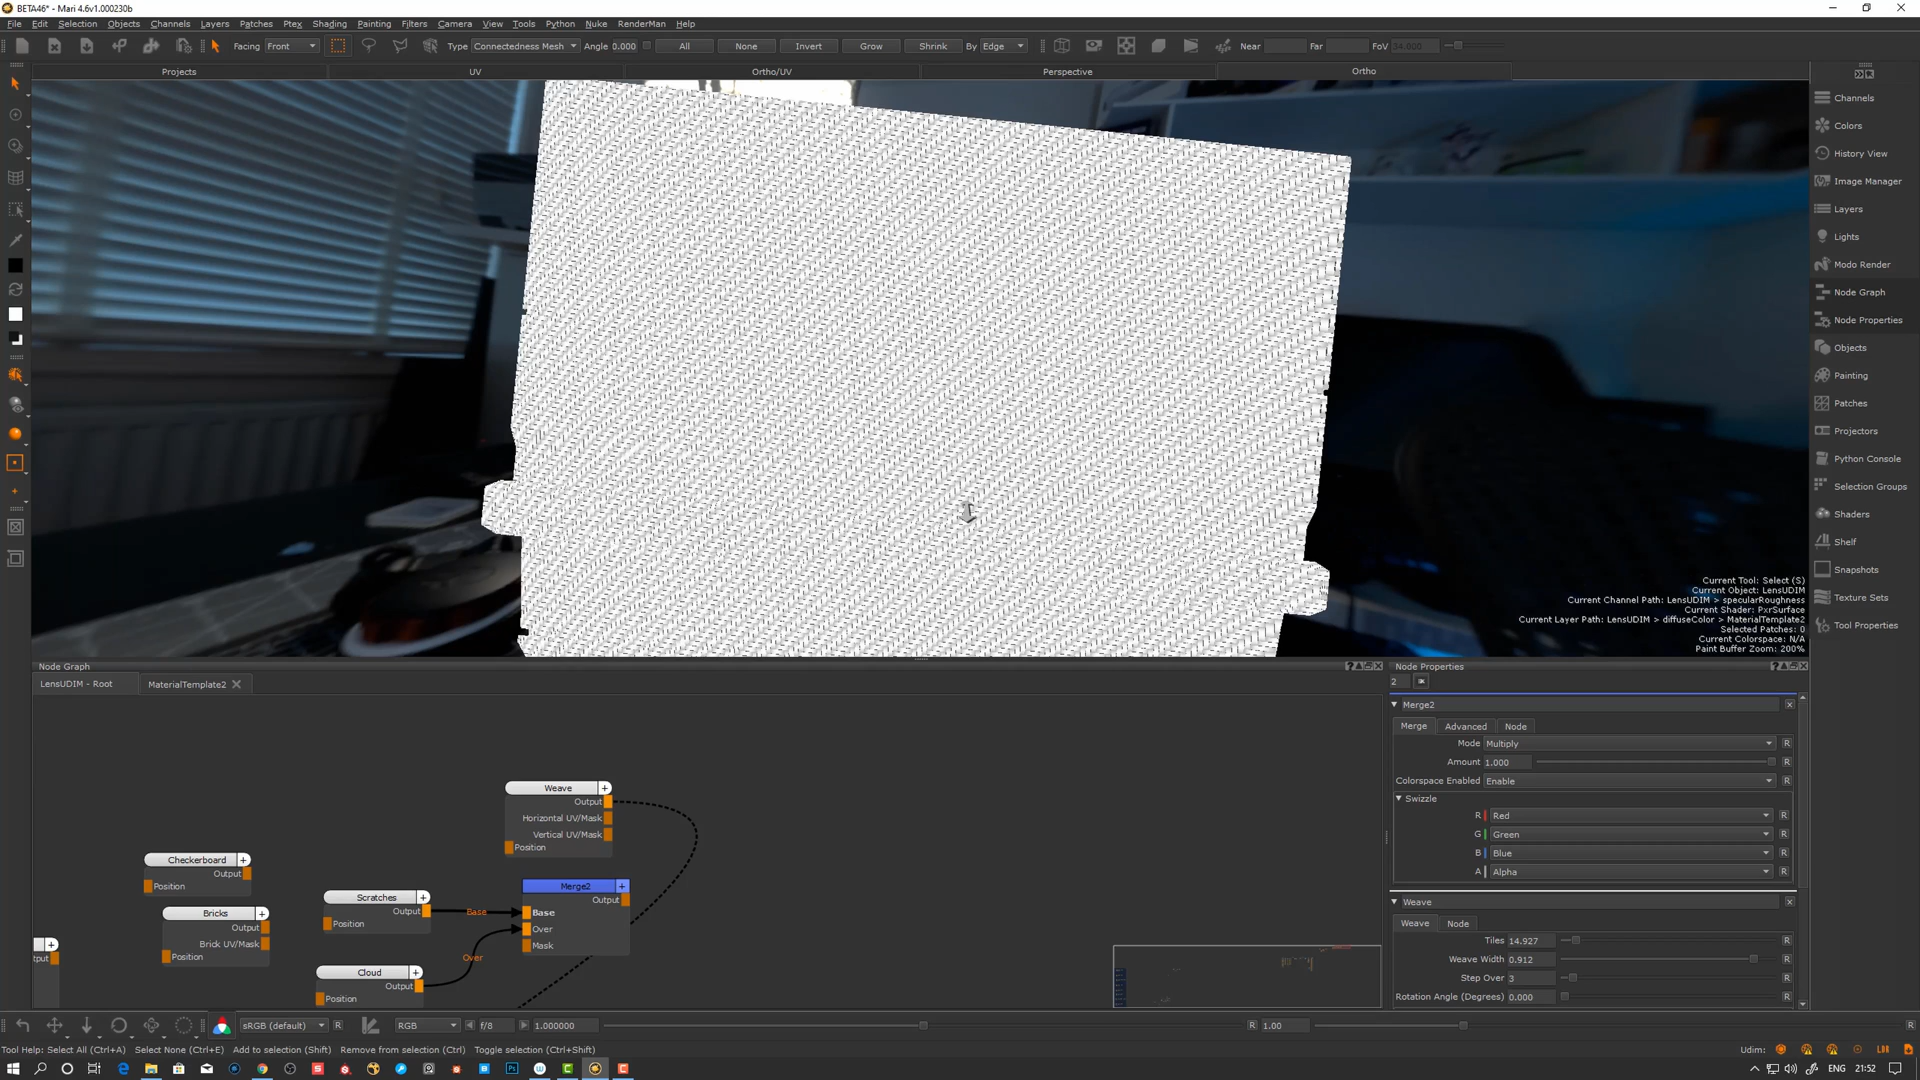 BETA46* - Mari 4.6v1.000230b
File Edit Selection Objects Channels Layers Patches Ptex Shading Painting Filters Camera View Tools Python Nuke RenderMan Help
Facing Front Type Connectedness Mesh Angle 0.000 All None Invert Grow Shrink By Edge Near Far FoV 34.000
Projects UV Ortho/UV Perspective Ortho
Channels
Colors
History View
Image Manager
Layers
Lights
Modo Render
Node Graph
Node Properties
Objects
Painting
Patches
Projectors
Python Console
Selection Groups
Shaders
Shelf
Snapshots
Texture Sets
Tool Properties
Current Tool: Select (S)
Current Object: LensUDIM
Current Channel Path: LensUDIM > specularRoughness
Current Shader: PxrSurface
Current Layer Path: LensUDIM > diffuseColor > MaterialTemplate2
Selected Patches: 0
Current Colorspace: N/A
Paint Buffer Zoom: 200%
Node Graph
LensUDIM - Root MaterialTemplate2
Weave +
Output
Horizontal UV/Mask
Vertical UV/Mask
Position
Checkerboard +
Output
Position
Bricks +
Output
Brick UV/Mask
Position
Scratches +
Output
Position
Base
Merge2 +
Output
Base
Over
Mask
Over
Cloud +
Output
Position
+
tput
Node Properties
2
Merge2
Merge Advanced Node
Mode Multiply R
Amount 1.000 R
Colorspace Enabled Enable R
Swizzle
R Red R
G Green R
B Blue R
A Alpha R
Weave
Weave Node
Tiles 14.927 R
Weave Width 0.912 R
Step Over 3 R
Rotation Angle (Degrees) 0.000 R
sRGB (default) R RGB f/8 1.000000 R 1.00 R
Tool Help: Select All (Ctrl+A) Select None (Ctrl+E) Add to selection (Shift) Remove from selection (Ctrl) Toggle selection (Ctrl+Shift) Udim:
ENG 21:52